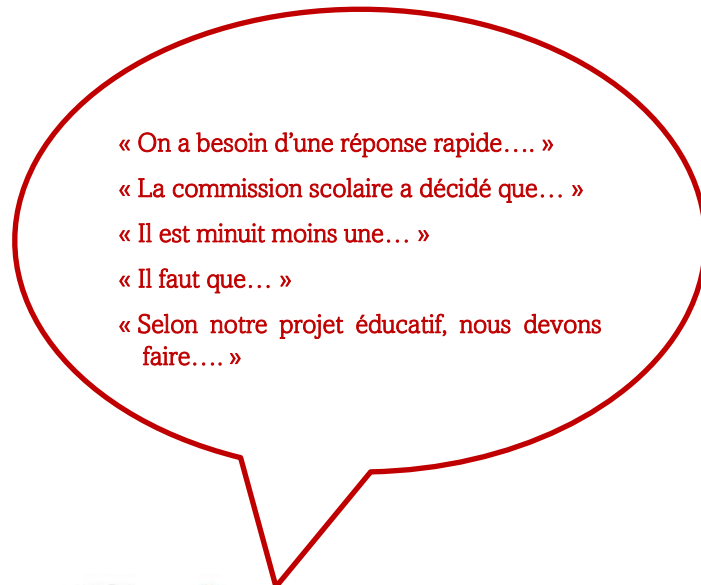 « On a besoin d’une réponse rapide…. »
« La commission scolaire a décidé que… »
« Il est minuit moins une… »
« Il faut que… »
« Selon notre projet éducatif, nous devons
faire…. »